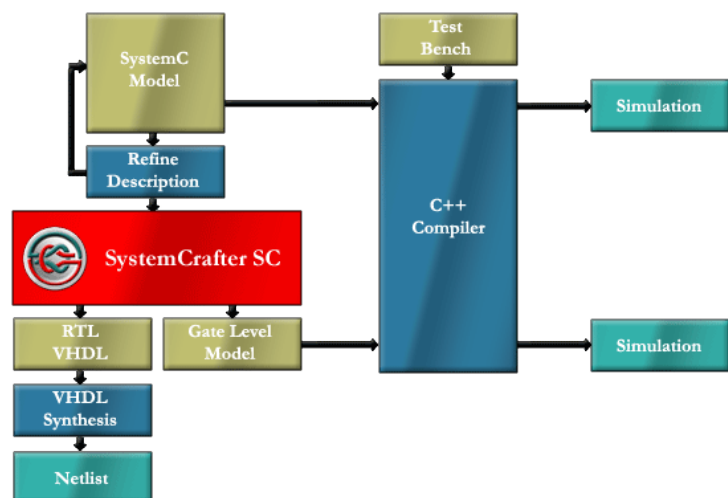 SystemC
Model
Test
Bench
Simulation
Refine
Description
C++
Compiler
SystemCrafter SC
RTL
VHDL
Gate Level
Model
Simulation
VHDL
Synthesis
Netlist